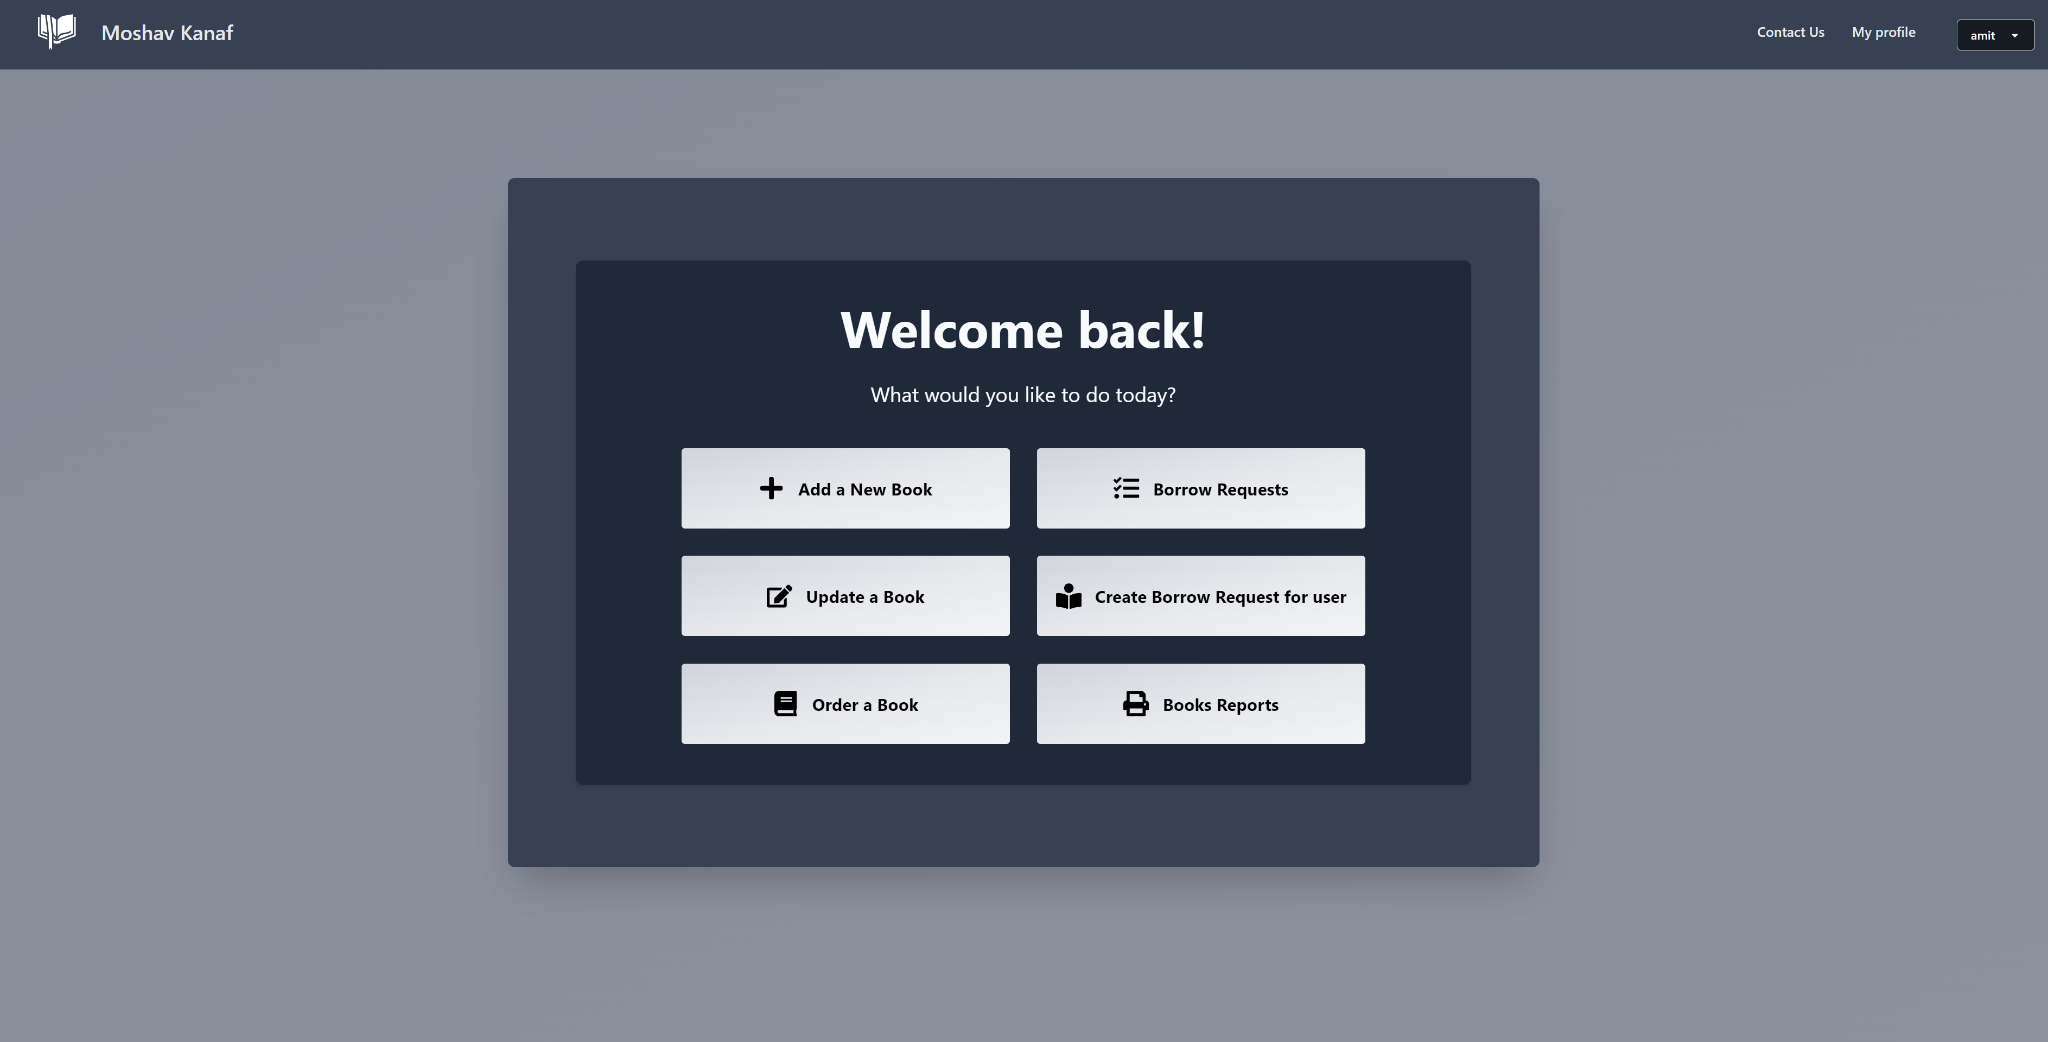 Moshav Kanaf
Contact Us
My profile
amit
Welcome back!
What would you like to do today?
Add a New Book
Borrow Requests
Update a Book
Create Borrow Request for user
Order a Book
Books Reports